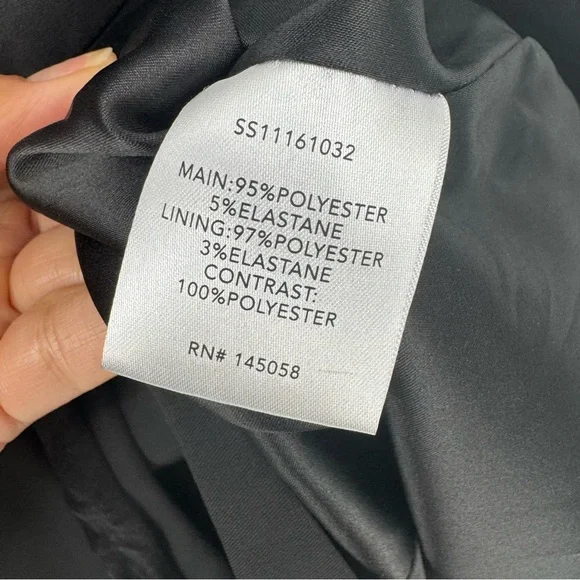 SS11161032
MAIN:95%POLYESTER
5%ELASTANE
LINING:97%POLYESTER
3%ELASTANE
CONTRAST:
100%POLYESTER
RN# 145058